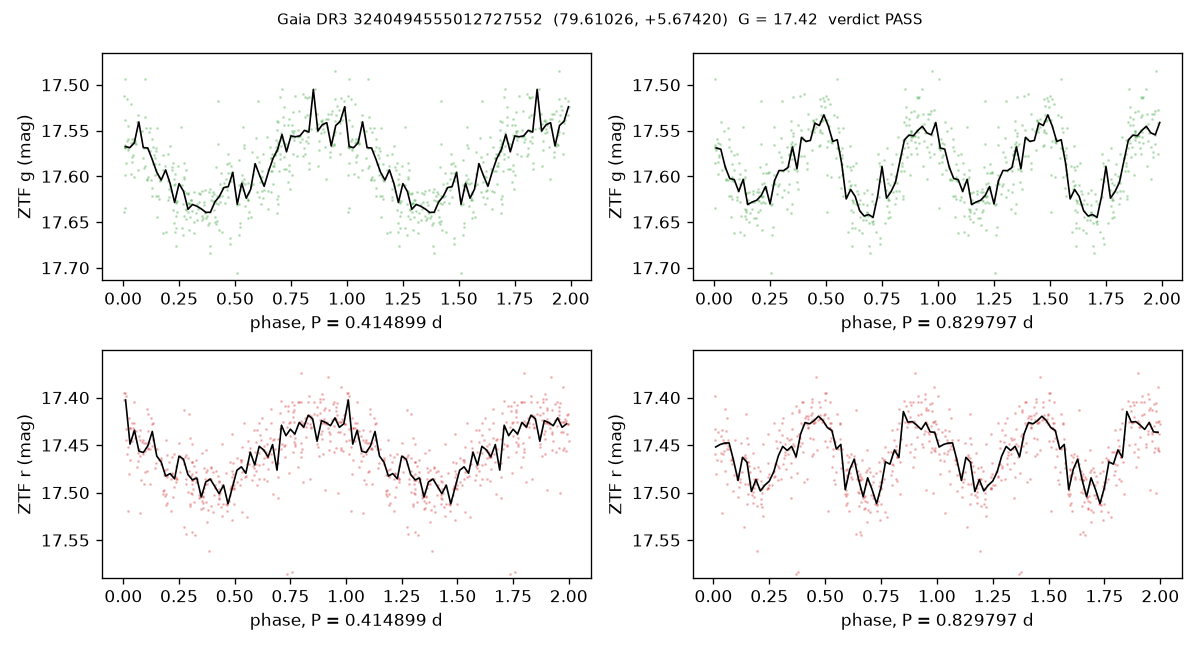 Gaia DR3 3240494555012727552 (79.61026, +5.67420) G = 17.42 verdict PASS
ZTF g (mag)
17.50
17.55
17.60
17.65
17.70
0.00 0.25 0.50 0.75 1.00 1.25 1.50 1.75 2.00
phase, P = 0.414899 d
ZTF g (mag)
17.50
17.55
17.60
17.65
17.70
0.00 0.25 0.50 0.75 1.00 1.25 1.50 1.75 2.00
phase, P = 0.829797 d
ZTF r (mag)
17.40
17.45
17.50
17.55
0.00 0.25 0.50 0.75 1.00 1.25 1.50 1.75 2.00
phase, P = 0.414899 d
ZTF r (mag)
17.40
17.45
17.50
17.55
0.00 0.25 0.50 0.75 1.00 1.25 1.50 1.75 2.00
phase, P = 0.829797 d